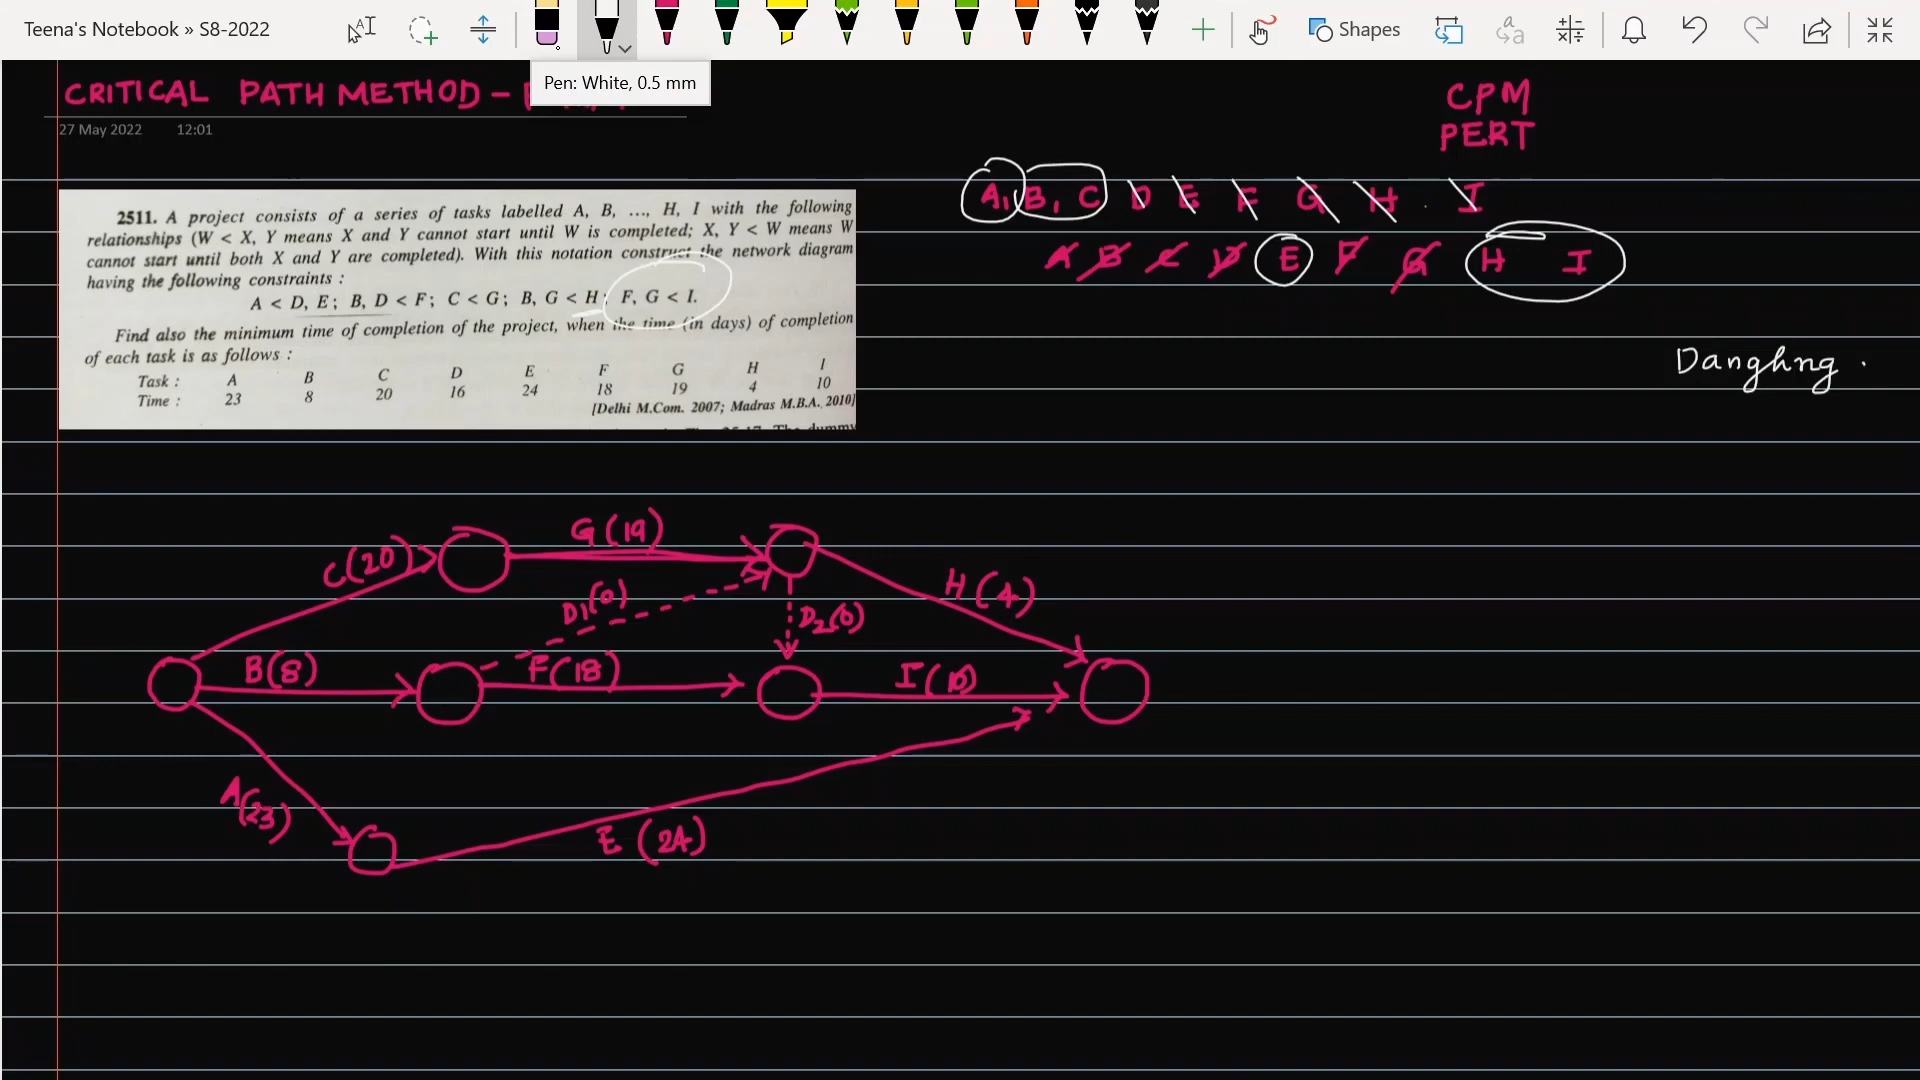 Teena's Notebook » S8-2022
Shapes
Pen: White, 0.5 mm
CRITICAL PATH METHOD -
27 May 2022 12:01
CPM
PERT
A, B, C D E F G H I
A B C D E F G H I
2511. A project consists of a series of tasks labelled A, B, ..., H, I with the following
relationships (W < X, Y means X and Y cannot start until W is completed; X, Y < W means W
cannot start until both X and Y are completed). With this notation construct the network diagram
having the following constraints :
A < D, E; B, D < F; C < G; B, G < H; F, G < I.
Find also the minimum time of completion of the project, when the time (in days) of completion
of each task is as follows :
Task : A B C D E F G H I
Time : 23 8 20 16 24 18 19 4 10
[Delhi M.Com. 2007; Madras M.B.A. 2010]
Danghng .
G(19)
C(20)
D1(0)
H(4)
D2(0)
B(8)
F(18)
I(10)
A(23)
E(24)